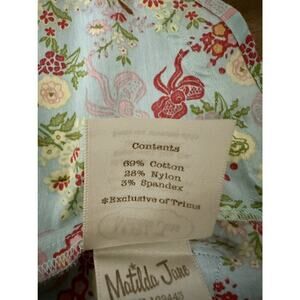 Contents
69% Cotton
28% Nylon
3% Spandex
*Exclusive of Trims
Matilda Jane